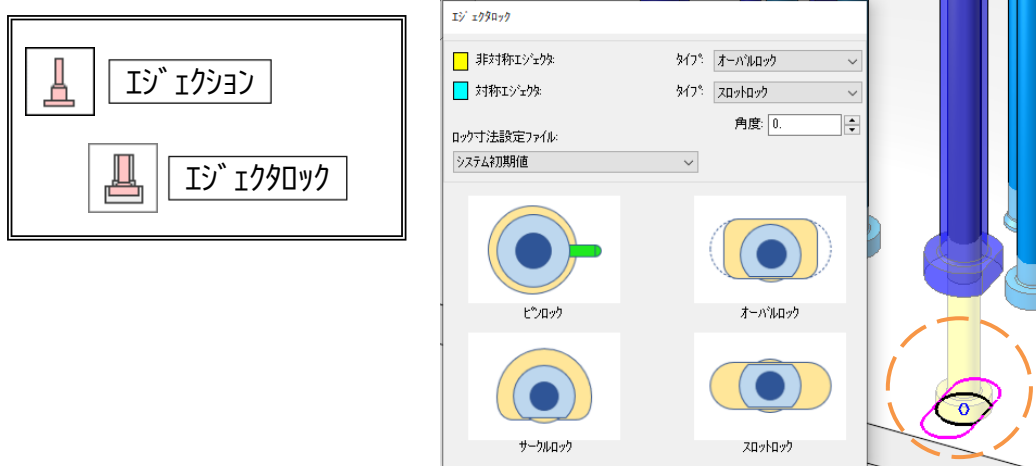 エジェクション
エジェクタロック
エジェクタロック
非対称エジェクタ:
タイプ:
オーバルロック
対称エジェクタ:
タイプ:
スロットロック
角度:
0.
ロック寸法設定ファイル:
システム初期値
ピンロック
オーバルロック
サークルロック
スロットロック